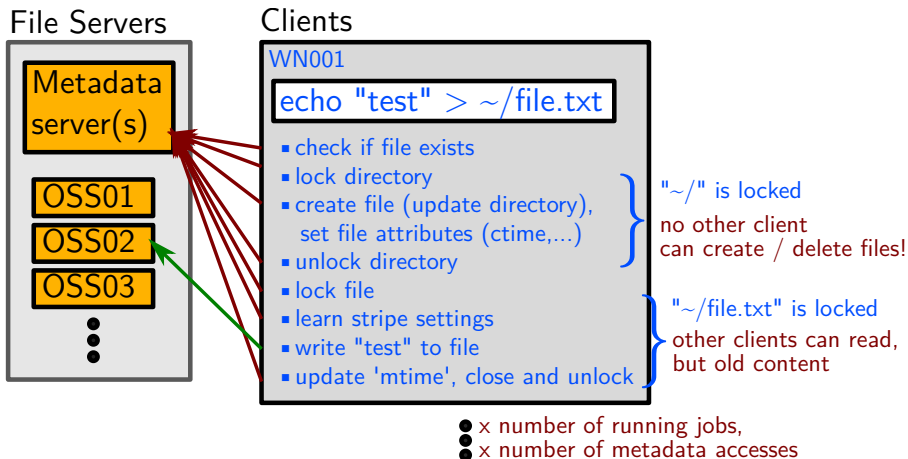 File Servers
Metadata
server(s)
OSS01
OSS02
OSS03
Clients
WN001
echo "test" > ~/file.txt
▪ check if file exists
▪ lock directory
▪ create file (update directory),
set file attributes (ctime,...)
▪ unlock directory
▪ lock file
▪ learn stripe settings
▪ write "test" to file
▪ update 'mtime', close and unlock
"~/" is locked
no other client
can create / delete files!
"~/file.txt" is locked
other clients can read,
but old content
x number of running jobs,
x number of metadata accesses